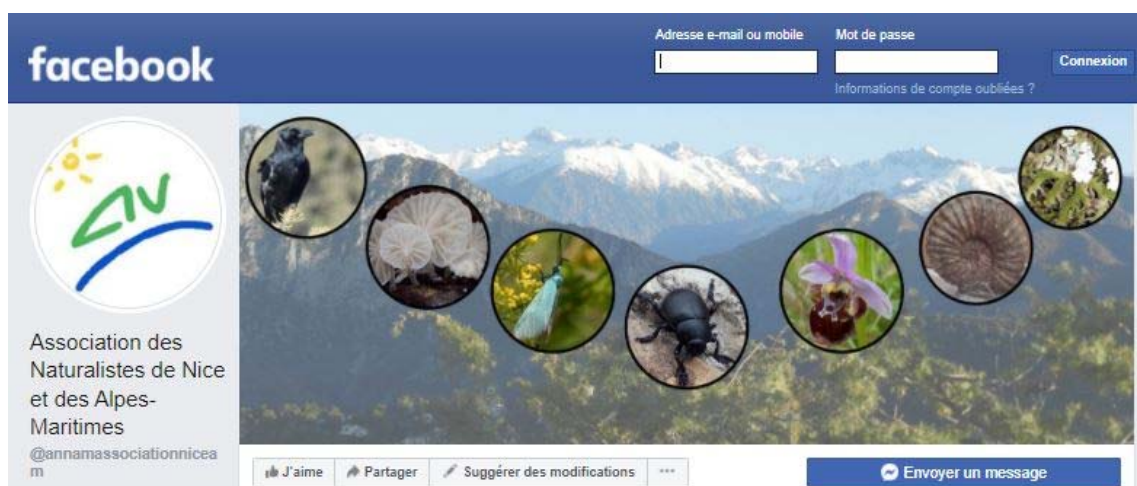 Adresse e-mail ou mobile
Mot de passe
facebook
Connexion
Informations de compte oubliées ?
Association des
Naturalistes de Nice
et des Alpes-
Maritimes
@annamassociationnicea
m
J'aime
Partager
Suggérer des modifications
Envoyer un message